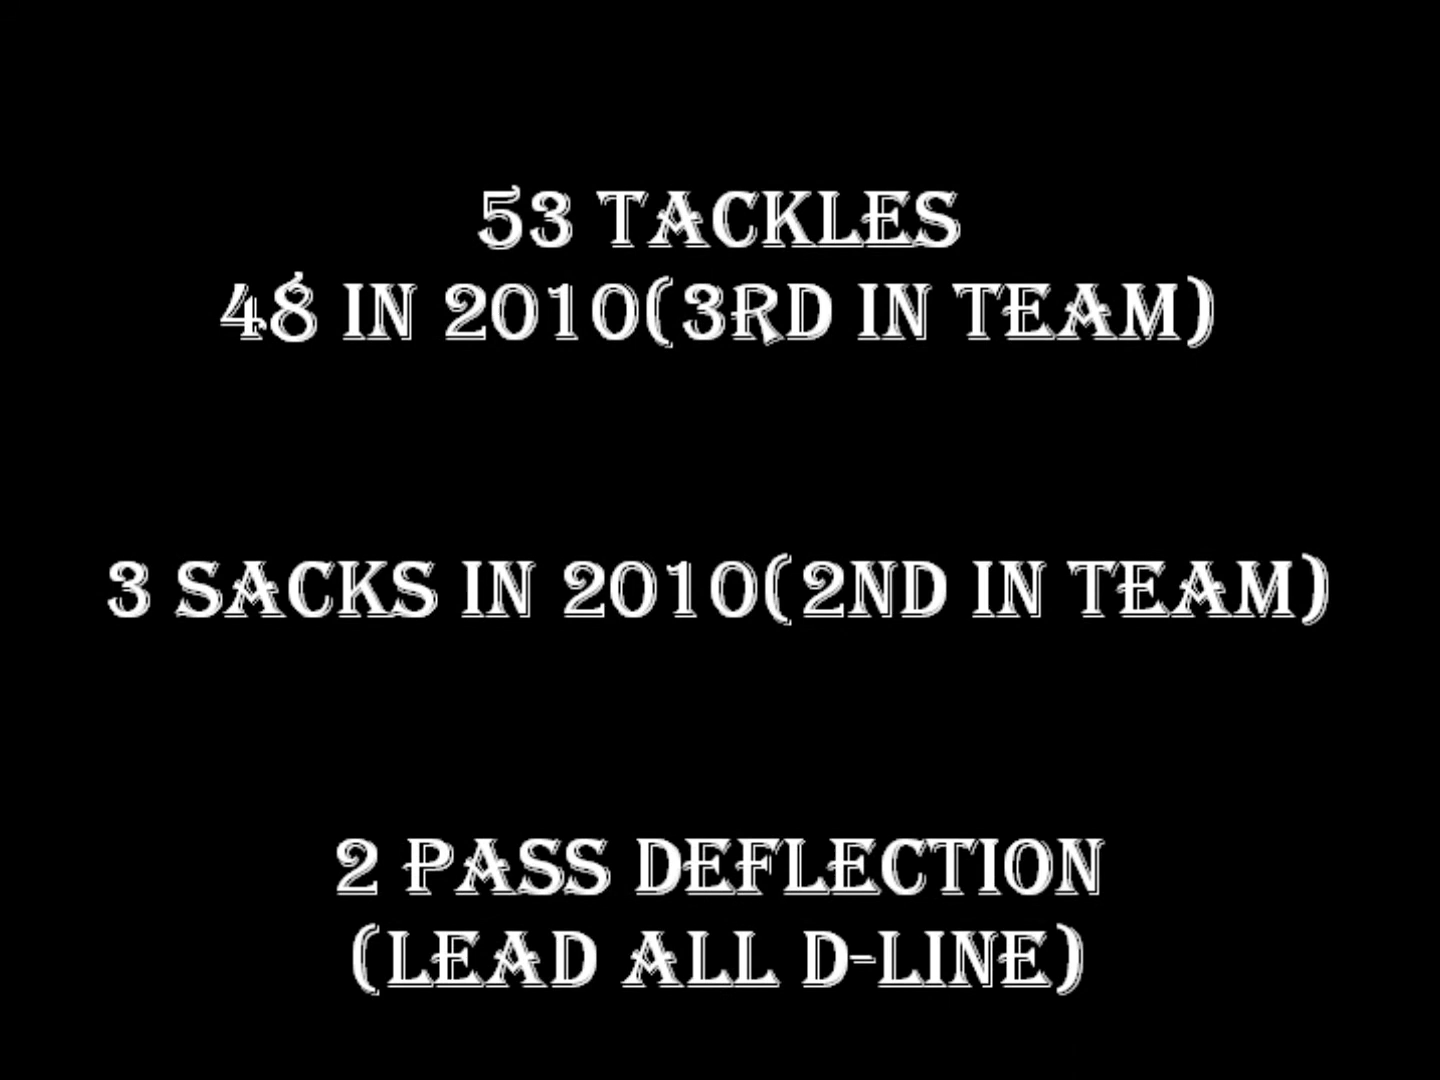 53 TACKLES
48 IN 2010(3RD IN TEAM)
3 SACKS IN 2010(2ND IN TEAM)
2 PASS DEFLECTION
(LEAD ALL D-LINE)